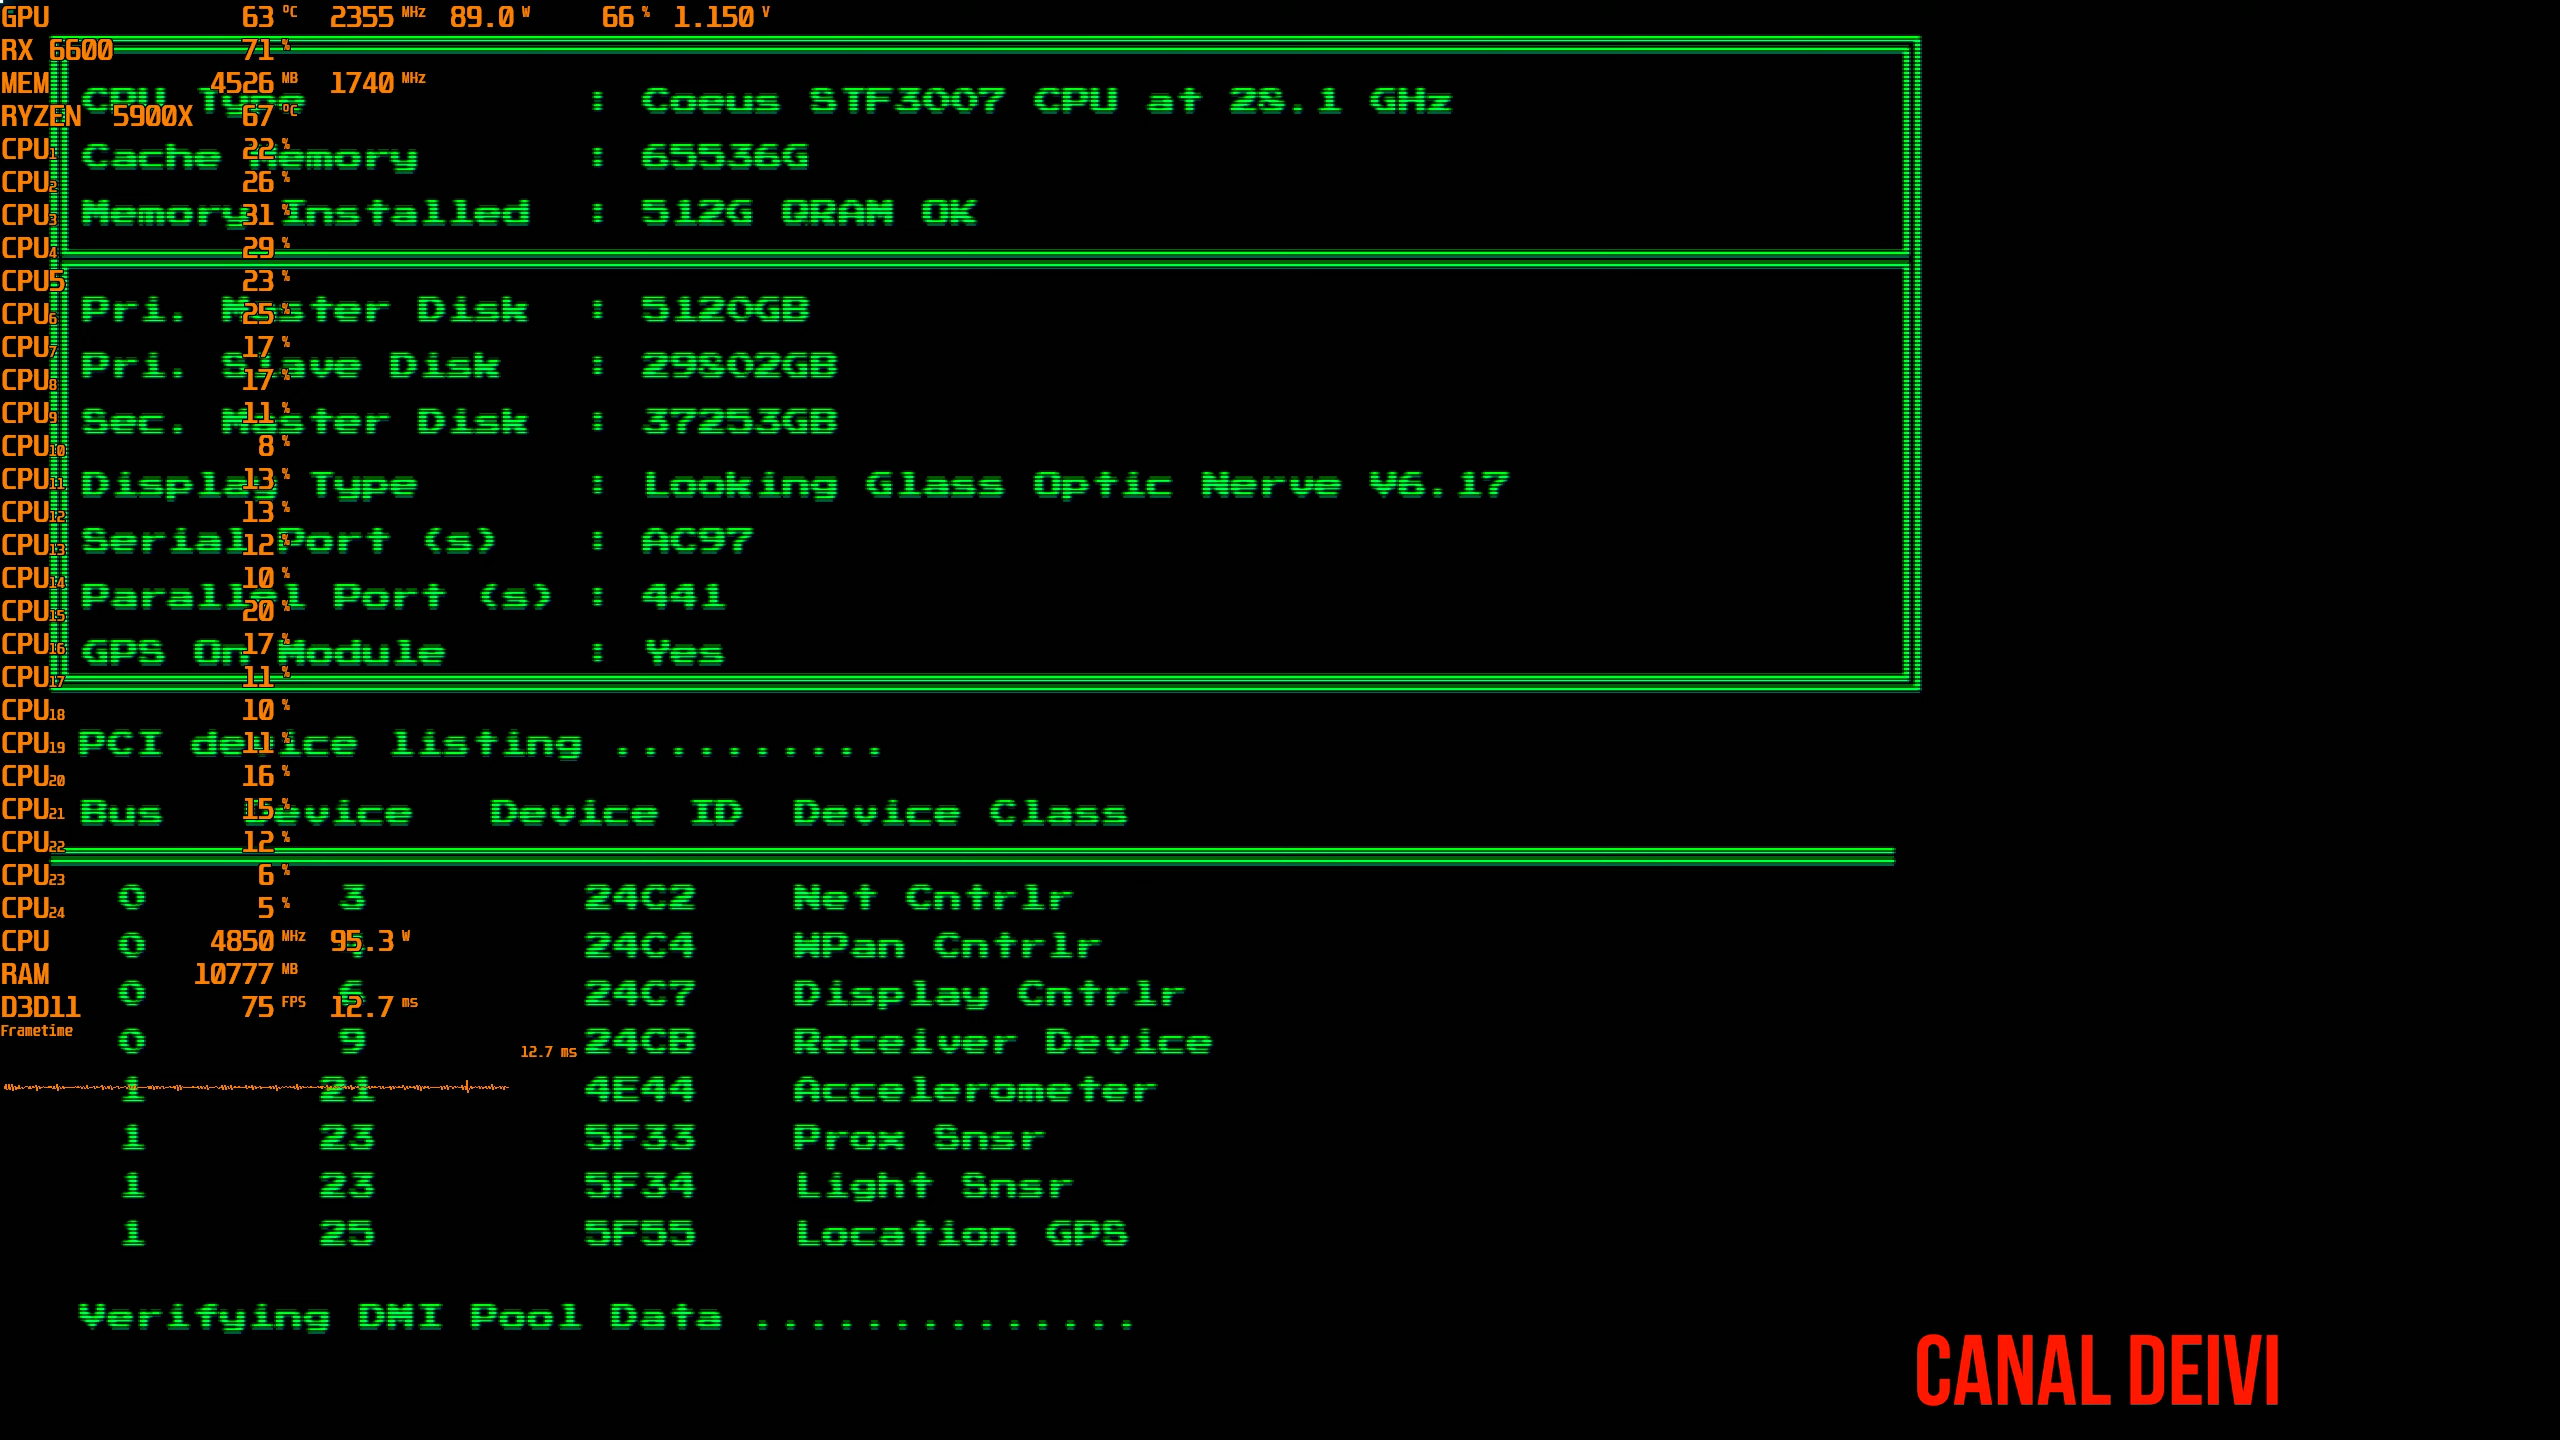 GPU 63 °C 2355 MHz 89.0 W 66 % 1.150 V
RX 6600 71 %
MEM 4526 MB 1740 MHz
CPU Type : Coeus STF3007 CPU at 28.1 GHz
RYZEN 5900X 67 °C
CPU1 22 %
Cache Memory : 65536G
CPU2 26 %
CPU3 31 %
Memory Installed : 512G QRAM OK
CPU4 29 %
CPU5 23 %
CPU6 25 %
Pri. Master Disk : 5120GB
CPU7 17 %
Pri. Slave Disk : 29802GB
CPU8 17 %
CPU9 11 %
Sec. Master Disk : 37253GB
CPU10 8 %
CPU11 13 %
Display Type : Looking Glass Optic Nerve V6.17
CPU12 13 %
CPU13 12 %
Serial Port (s) : AC97
CPU14 10 %
Parallel Port (s) : 441
CPU15 20 %
CPU16 17 %
GPS On Module : Yes
CPU17 11 %
CPU18 10 %
CPU19 11 %
PCI device listing ..........
CPU20 16 %
CPU21 15 %
Bus Device Device ID Device Class
CPU22 12 %
CPU23 6 %
0 3 24C2 Net Cntrlr
CPU24 5 %
CPU 4850 MHz 95.3 W
0 24C4 WPan Cntrlr
RAM 10777 MB
0 6 24C7 Display Cntrlr
D3D11 75 FPS 12.7 ms
Frametime
0 9 24CB Receiver Device
12.7 ms
1 21 4E44 Accelerometer
1 23 5F33 Prox Snsr
1 23 5F34 Light Snsr
1 25 5F55 Location GPS
Verifying DMI Pool Data ..............
CANAL DEIVI